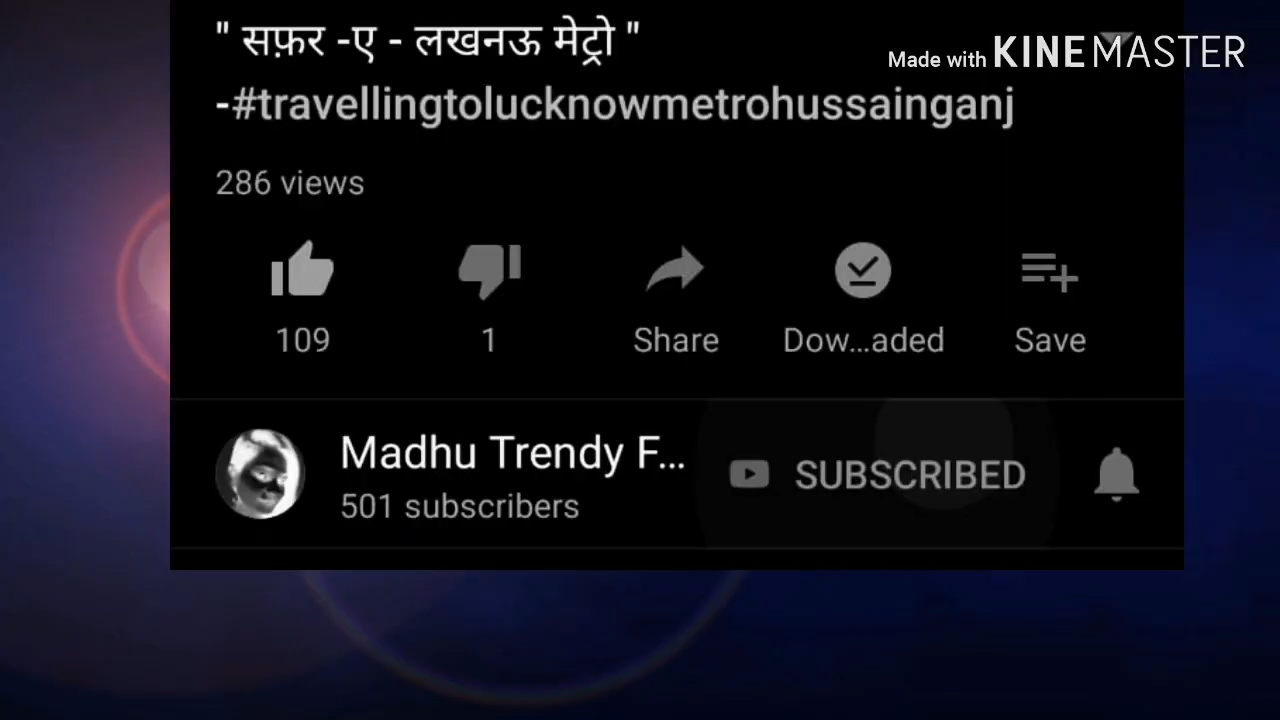 " सफ़र -ए - लखनऊ मेट्रो "
Made with KINEMASTER
-#travellingtolucknowmetrohussainganj
286 views
109
1
Share
Dow...aded
Save
Madhu Trendy F...
SUBSCRIBED
501 subscribers